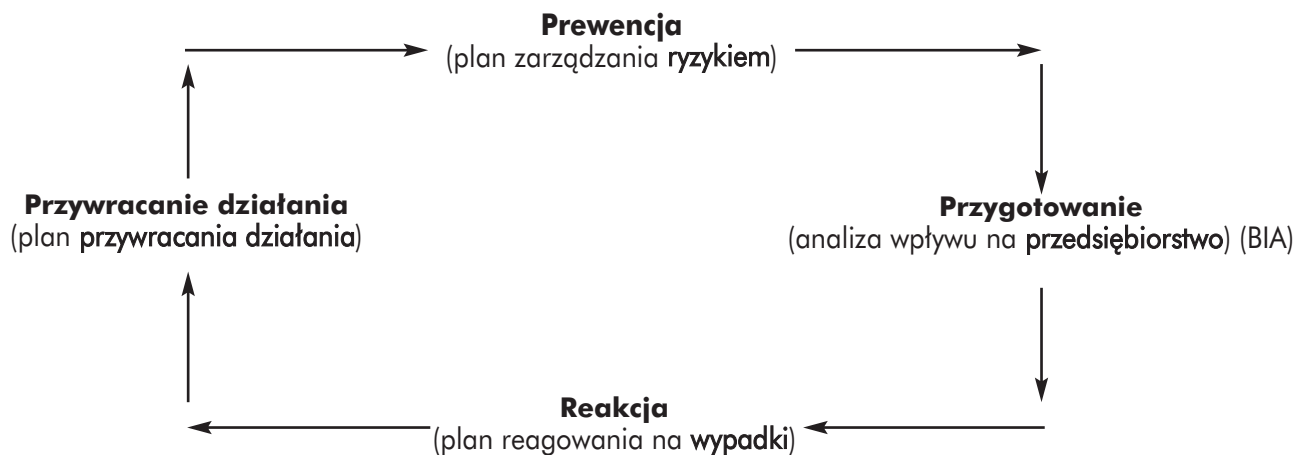 Prewencja
(plan zarządzania ryzykiem)
Przywracanie działania
(plan przywracania działania)
Przygotowanie
(analiza wpływu na przedsiębiorstwo) (BIA)
Reakcja
(plan reagowania na wypadki)